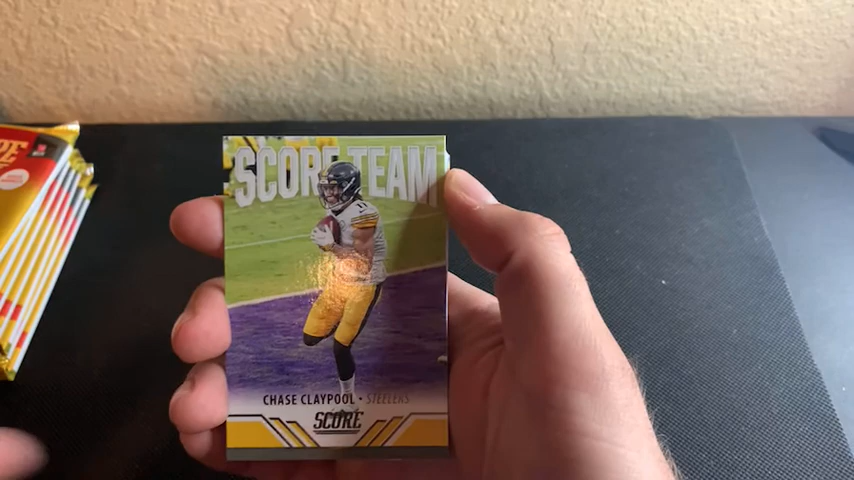 SCORE TEAM
CHASE CLAYPOOL • STEELERS
SCORE